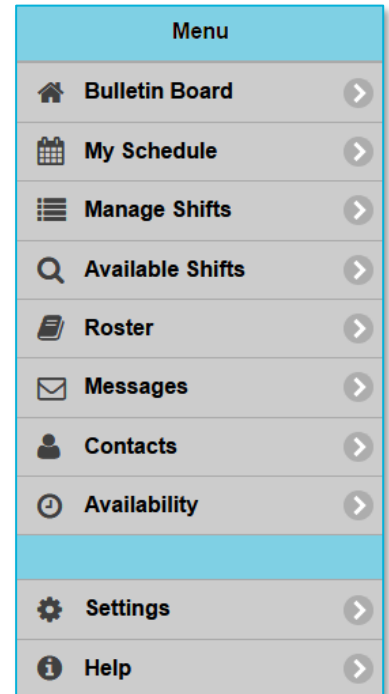 Menu
Bulletin Board
My Schedule
Manage Shifts
Available Shifts
Roster
Messages
Contacts
Availability
Settings
Help